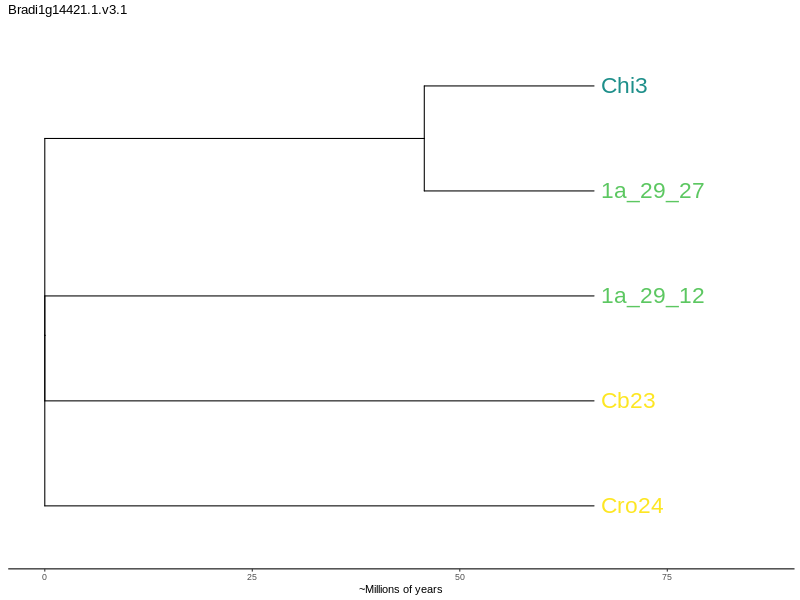 Bradi1g14421.1.v3.1
Chi3
1a_29_27
1a_29_12
Cb23
Cro24
0 25 50 75
~Millions of years